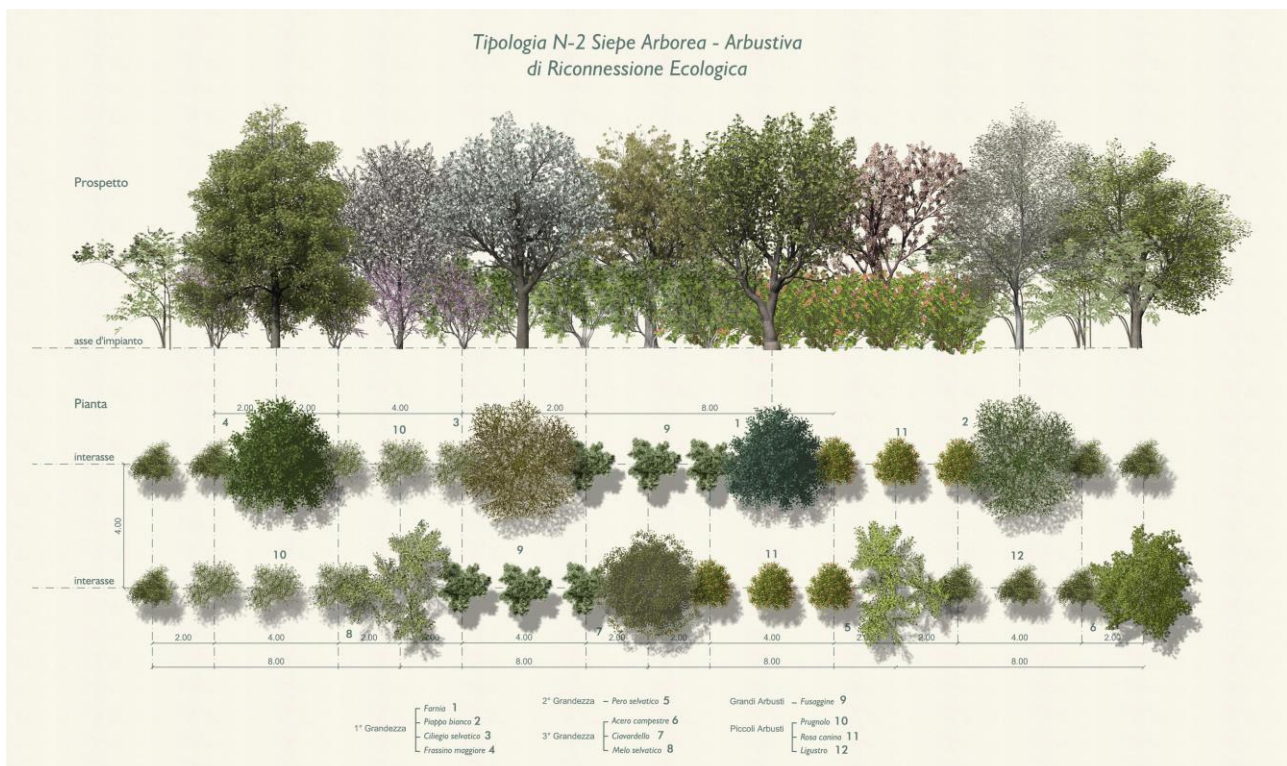 Tipologia N-2 Siepe Arborea - Arbustiva
di Riconnessione Ecologica
Prospetto
asse d'impianto
Pianta
2.00 2.00 4.00 2.00 8.00
4 10 3 9 1 11 2
interasse
4.00
10 9 11 12
interasse
8 7 5 6
2.00 4.00 2.00 2.00 4.00 2.00 2.00 4.00 2.00 2.00 4.00 2.00
8.00 8.00 8.00 8.00
1° Grandezza
Farnia 1
Pioppo bianco 2
Ciliegio selvatico 3
Frassino maggiore 4
2° Grandezza Pero selvatico 5
3° Grandezza
Acero campestre 6
Ciavardello 7
Melo selvatico 8
Grandi Arbusti Fusaggine 9
Piccoli Arbusti
Prugnolo 10
Rosa canina 11
Ligustro 12